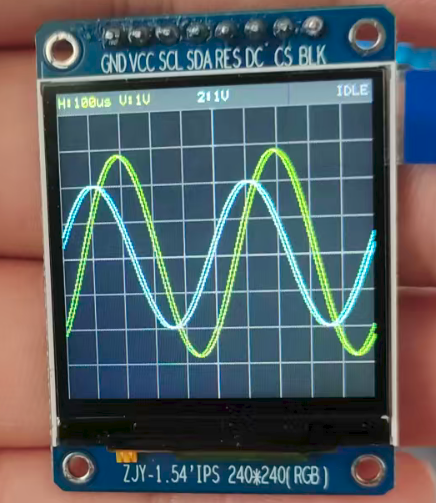 GND VCC SCL SDA RES DC CS BLK
H:100us V:1V 2:1V IDLE
ZJY-1.54'IPS 240*240(RGB)